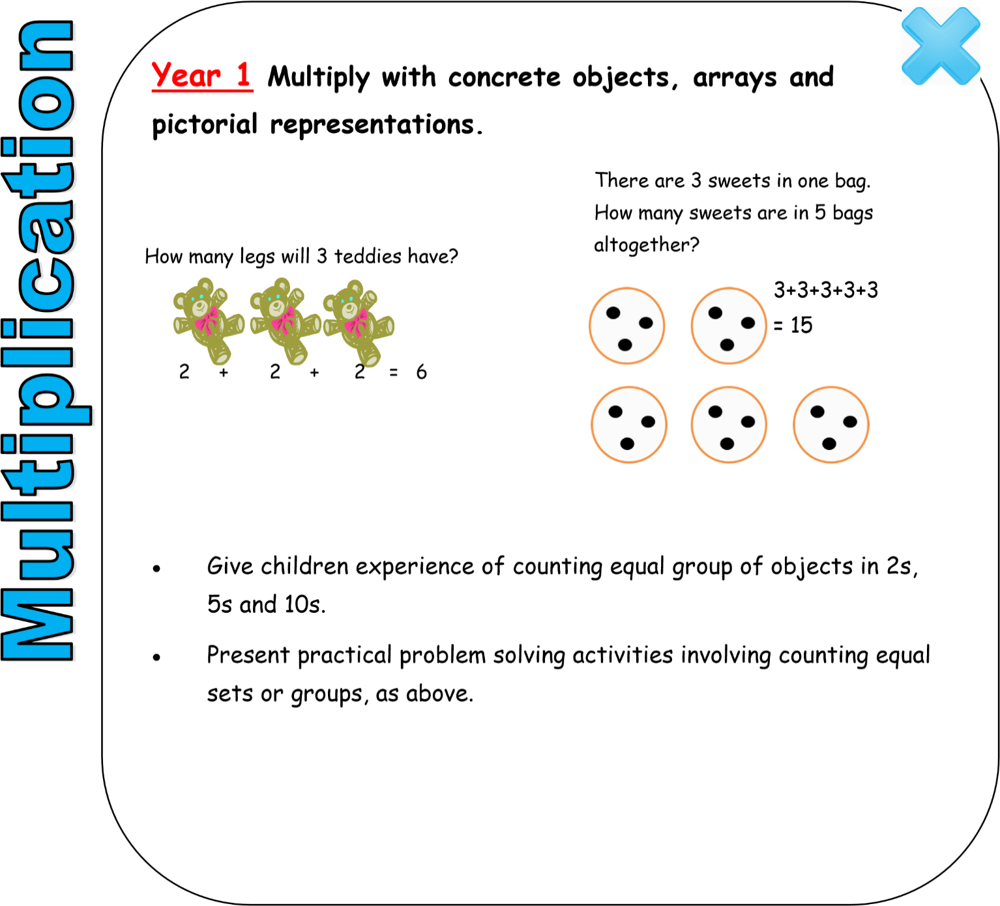 Multiplication
Year 1 Multiply with concrete objects, arrays and
pictorial representations.
There are 3 sweets in one bag.
How many sweets are in 5 bags
altogether?
How many legs will 3 teddies have?
3+3+3+3+3
= 15
2 + 2 + 2 = 6
• Give children experience of counting equal group of objects in 2s,
5s and 10s.
• Present practical problem solving activities involving counting equal
sets or groups, as above.